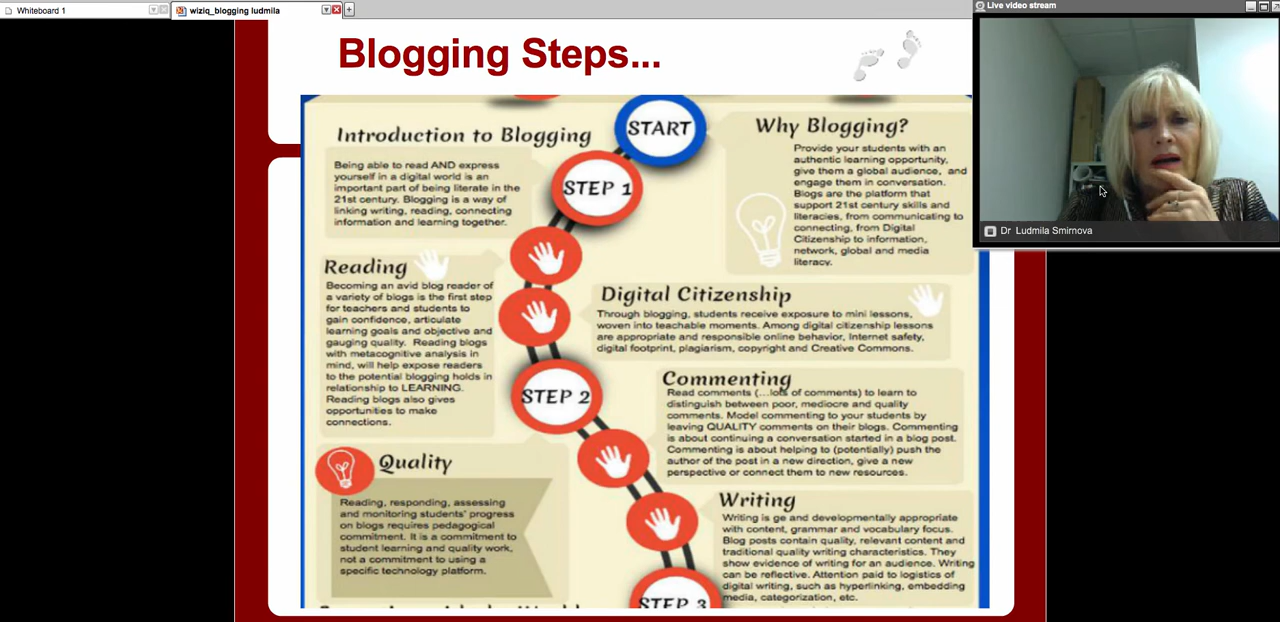 Whiteboard 1
wiziq_blogging ludmila
Live video stream
Blogging Steps...
Dr Ludmila Smirnova
START
Introduction to Blogging
Being able to read AND express
yourself in a digital world is an
important part of being literate in the
21st century. Blogging is a way of
linking writing, reading, connecting
information and learning together.
STEP 1
Why Blogging?
Provide your students with an
authentic learning opportunity,
give them a global audience, and
engage them in conversation.
Blogs are the platform that
support 21st century skills and
literacies, from communicating to
connecting, from Digital
Citizenship to information,
network, global and media
literacy.
Reading
Becoming an avid blog reader of
a variety of blogs is the first step
for teachers and students to
gain confidence, articulate
learning goals and objective and
gauging quality. Reading blogs
with metacognitive analysis in
mind, will help expose readers
to the potential blogging holds in
relationship to LEARNING.
Reading blogs also gives
opportunities to make
connections.
Digital Citizenship
Through blogging, students receive exposure to mini lessons,
woven into teachable moments. Among digital citizenship lessons
are appropriate and responsible online behavior, Internet safety,
digital footprint, plagiarism, copyright and Creative Commons.
STEP 2
Commenting
Read comments (...lots of comments) to learn to
distinguish between poor, mediocre and quality
comments. Model commenting to your students by
leaving QUALITY comments on their blogs. Commenting
is about continuing a conversation started in a blog post.
Commenting is about helping to (potentially) push the
author of the post in a new direction, give a new
perspective or connect them to new resources.
Quality
Reading, responding, assessing
and monitoring students' progress
on blogs requires pedagogical
commitment. It is a commitment to
student learning and quality work,
not a commitment to using a
specific technology platform.
Writing
Writing is ge and developmentally appropriate
with content, grammar and vocabulary focus.
Blog posts contain quality, relevant content and
traditional quality writing characteristics. They
show evidence of writing for an audience. Writing
can be reflective. Attention paid to logistics of
digital writing, such as hyperlinking, embedding
media, categorization, etc.
STEP 3